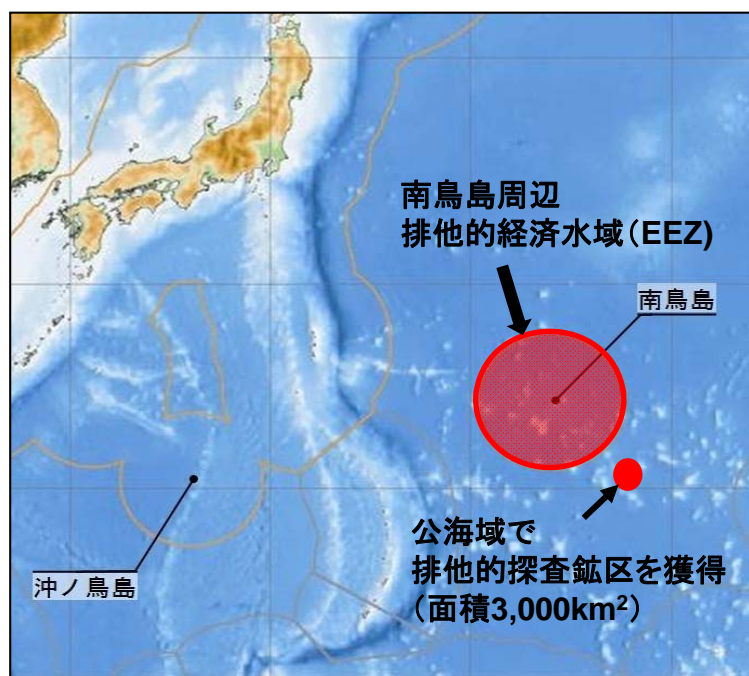 南鳥島周辺
排他的経済水域（EEZ)
南鳥島
沖ノ鳥島
公海域で
排他的探査鉱区を獲得
（面積3,000km²）